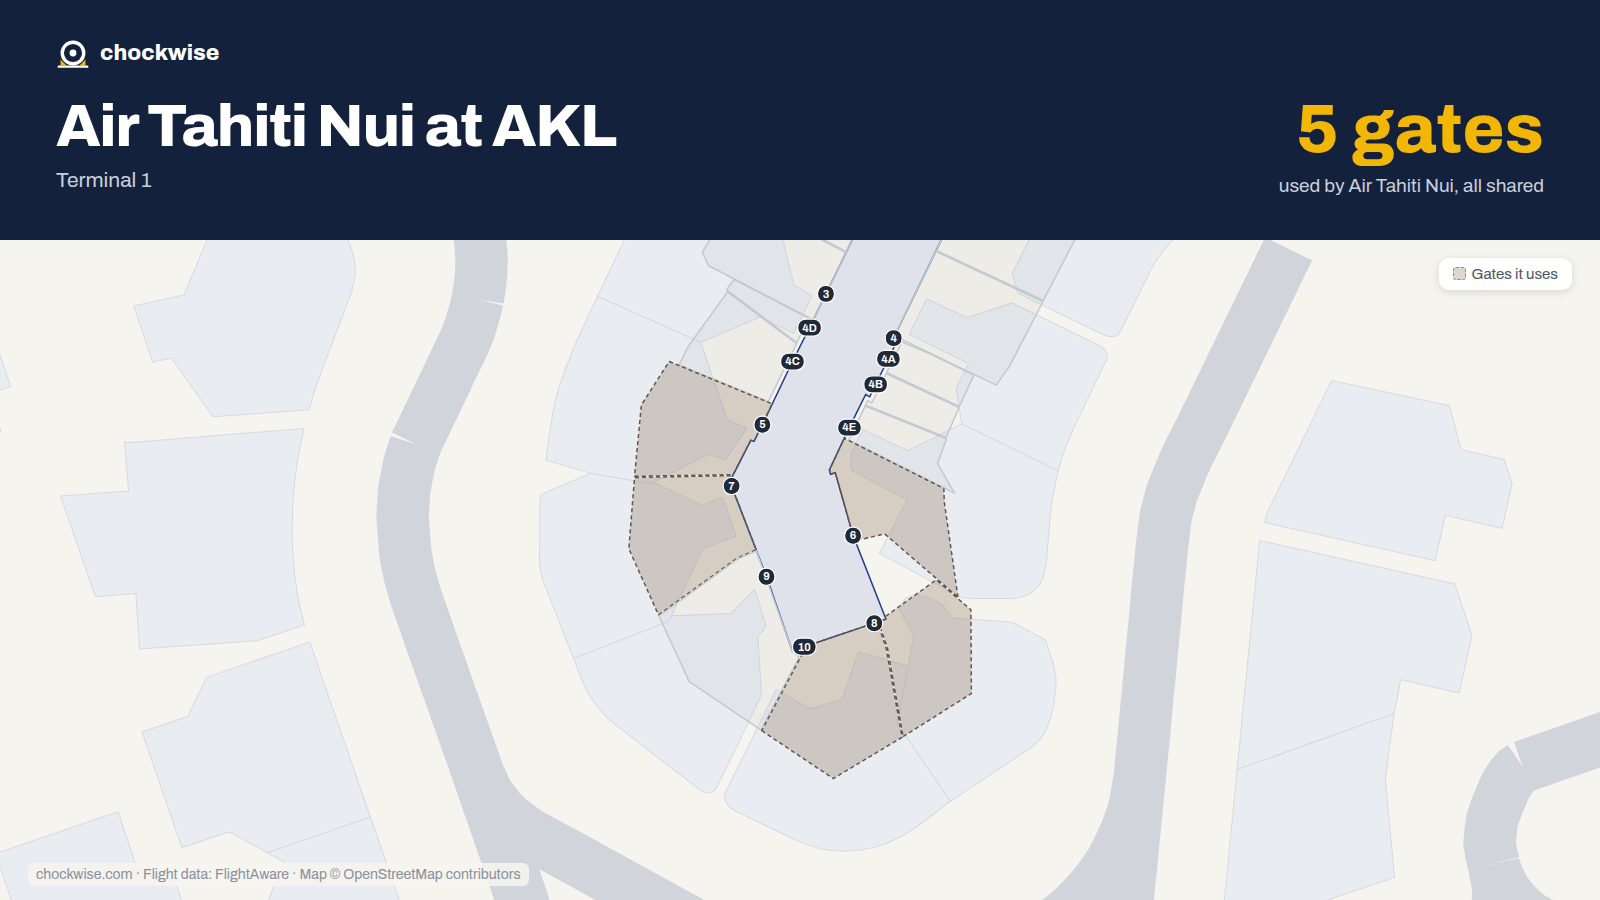 chockwise
Air Tahiti Nui at AKL
Terminal 1
5 gates
used by Air Tahiti Nui, all shared
Gates it uses
3
4D
4
4C
4A
4B
5
4E
7
6
9
8
10
chockwise.com · Flight data: FlightAware · Map © OpenStreetMap contributors